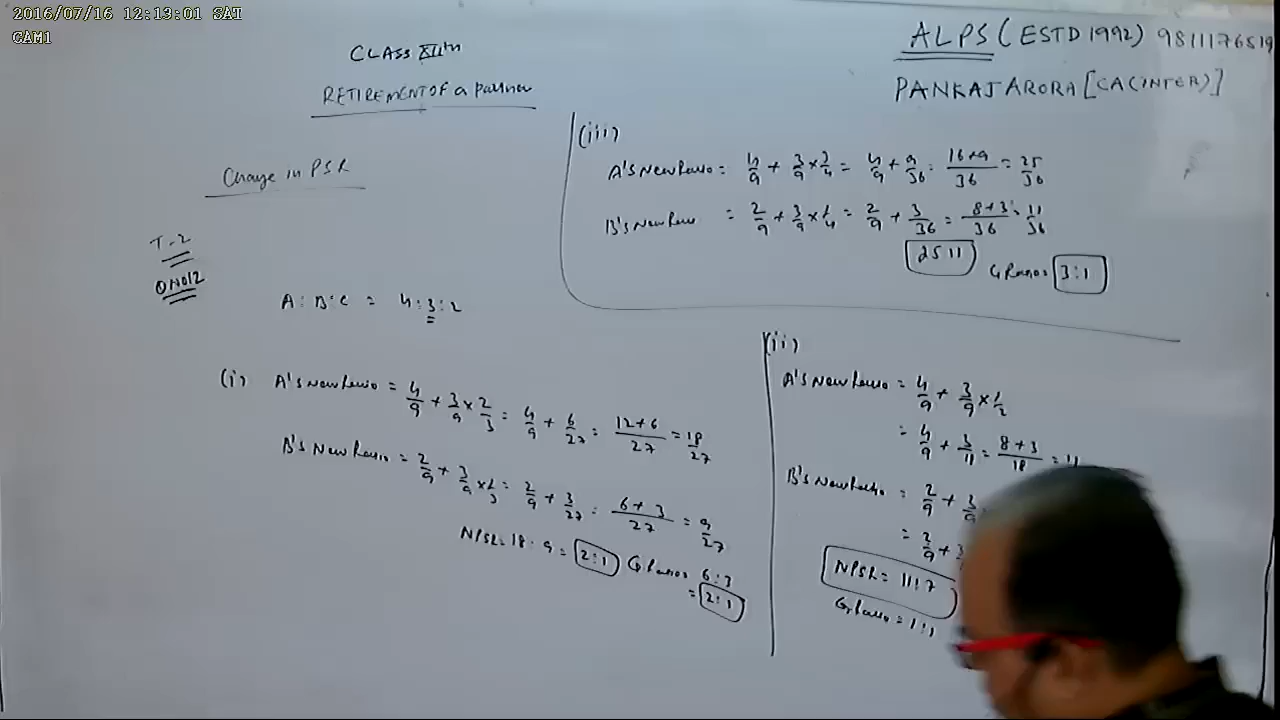 2016/07/16 12:13:01 SAT
CAM1
ALPS (ESTD 1992) 9811176519
PANKAJ ARORA [CA CINTER)]
CLASS XIIth
RETIREMENT OF a Partner
Change in PSR
T-2
QNO12
A : B : C = 4 : 3 : 2
(i) A's New Ratio = 4/9 + 3/9 × 2/3 = 4/9 + 6/27 = 12+6/27 = 18/27
B's New Ratio = 2/9 + 3/9 × 1/3 = 2/9 + 3/27 = 6+3/27 = 9/27
NPSR = 18 : 9 = 2:1 G Ratio = 6:3
= 2:1
(iii)
A's New Ratio = 4/9 + 3/9 × 3/4 = 4/9 + 9/36 = 16+9/36 = 25/36
B's New Ratio = 2/9 + 3/9 × 1/4 = 2/9 + 3/36 = 8+3/36 = 11/36
25 11
G Ratio = 3:1
(ii)
A's New Ratio = 4/9 + 3/9 × 1/2
= 4/9 + 3/18 = 8+3/18 = 11
B's New Ratio = 2/9 + 3/9
= 2/9 + 3
NPSR = 11:7
G Ratio = 1:1